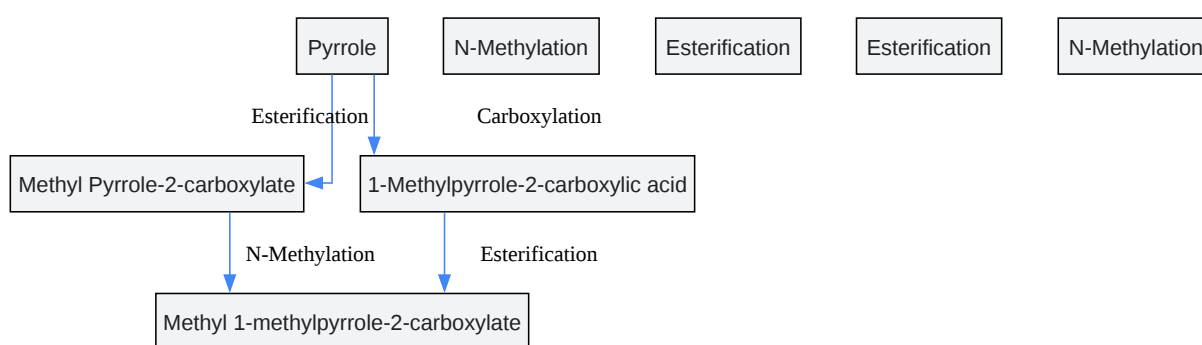 Pyrrole
N-Methylation
Esterification
Esterification
N-Methylation
Esterification
Carboxylation
Methyl Pyrrole-2-carboxylate
1-Methylpyrrole-2-carboxylic acid
N-Methylation
Esterification
Methyl 1-methylpyrrole-2-carboxylate